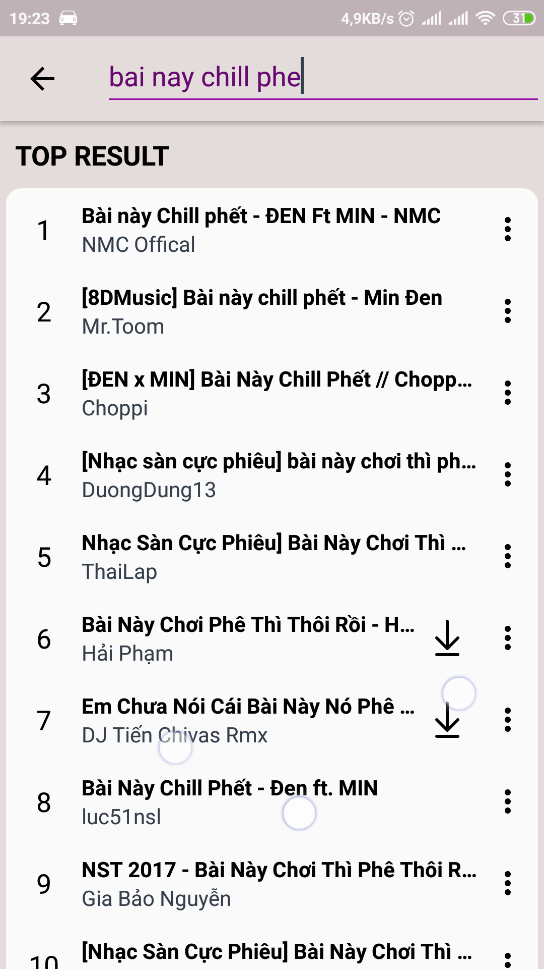 19:23
4,9KB/s
31
bai nay chill phe
TOP RESULT
1
Bài này Chill phết - ĐEN Ft MIN - NMC
NMC Offical
2
[8DMusic] Bài này chill phết - Min Đen
Mr.Toom
3
[ĐEN x MIN] Bài Này Chill Phết // Chopp...
Choppi
4
[Nhạc sàn cực phiêu] bài này chơi thì ph...
DuongDung13
5
Nhạc Sàn Cực Phiêu] Bài Này Chơi Thì ...
ThaiLap
6
Bài Này Chơi Phê Thì Thôi Rồi - H...
Hải Phạm
7
Em Chưa Nói Cái Bài Này Nó Phê ...
DJ Tiến Chivas Rmx
8
Bài Này Chill Phết - Đen ft. MIN
luc51nsl
9
NST 2017 - Bài Này Chơi Thì Phê Thôi R...
Gia Bảo Nguyễn
10
[Nhạc Sàn Cực Phiêu] Bài Này Chơi Thì ...